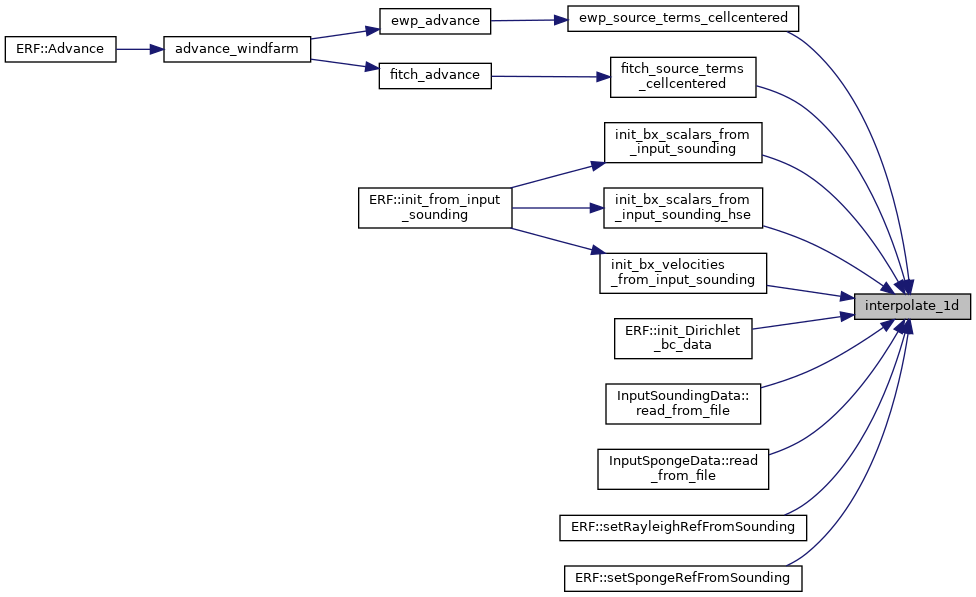 ewp_advance
ewp_source_terms_cellcentered
ERF::Advance
advance_windfarm
fitch_advance
fitch_source_terms
_cellcentered
init_bx_scalars_from
_input_sounding
ERF::init_from_input
_sounding
init_bx_scalars_from
_input_sounding_hse
init_bx_velocities
_from_input_sounding
interpolate_1d
ERF::init_Dirichlet
_bc_data
InputSoundingData::
read_from_file
InputSpongeData::read
_from_file
ERF::setRayleighRefFromSounding
ERF::setSpongeRefFromSounding